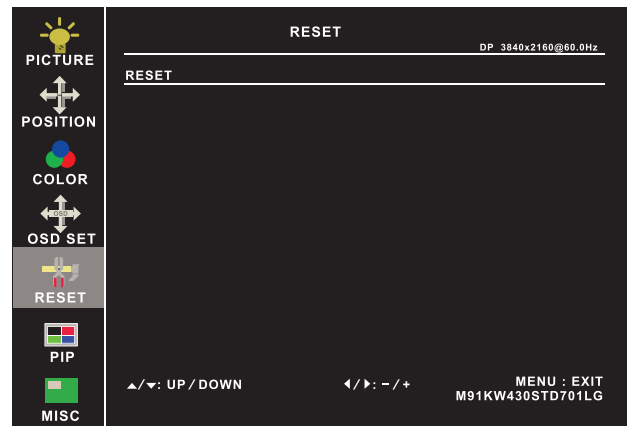 RESET
DP 3840x2160@60.0Hz
PICTURE
RESET
POSITION
COLOR
OSD
OSD SET
RESET
PIP
▲/▼: UP / DOWN
◀/▶: − / +
MENU : EXIT
M91KW430STD701LG
MISC